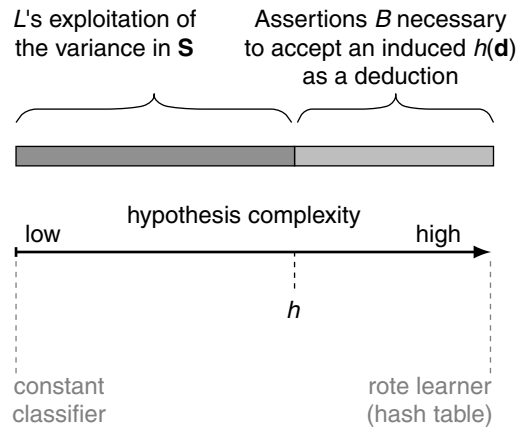 L's exploitation of
the variance in S
Assertions B necessary
to accept an induced h(d)
as a deduction
hypothesis complexity
low
high
h
constant
classifier
rote learner
(hash table)